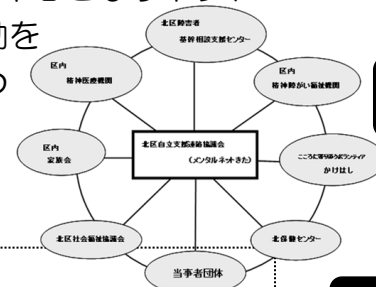 動を
北区障害者
基幹相談支援センター
区内
精神医療機関
区内
精神障がい福祉機関
北区自立支援連絡協議会
(メンタルネットきた)
区内
家族会
こころに寄り添うボランティア
かけはし
北区社会福祉協議会
北保健センター
当事者団体